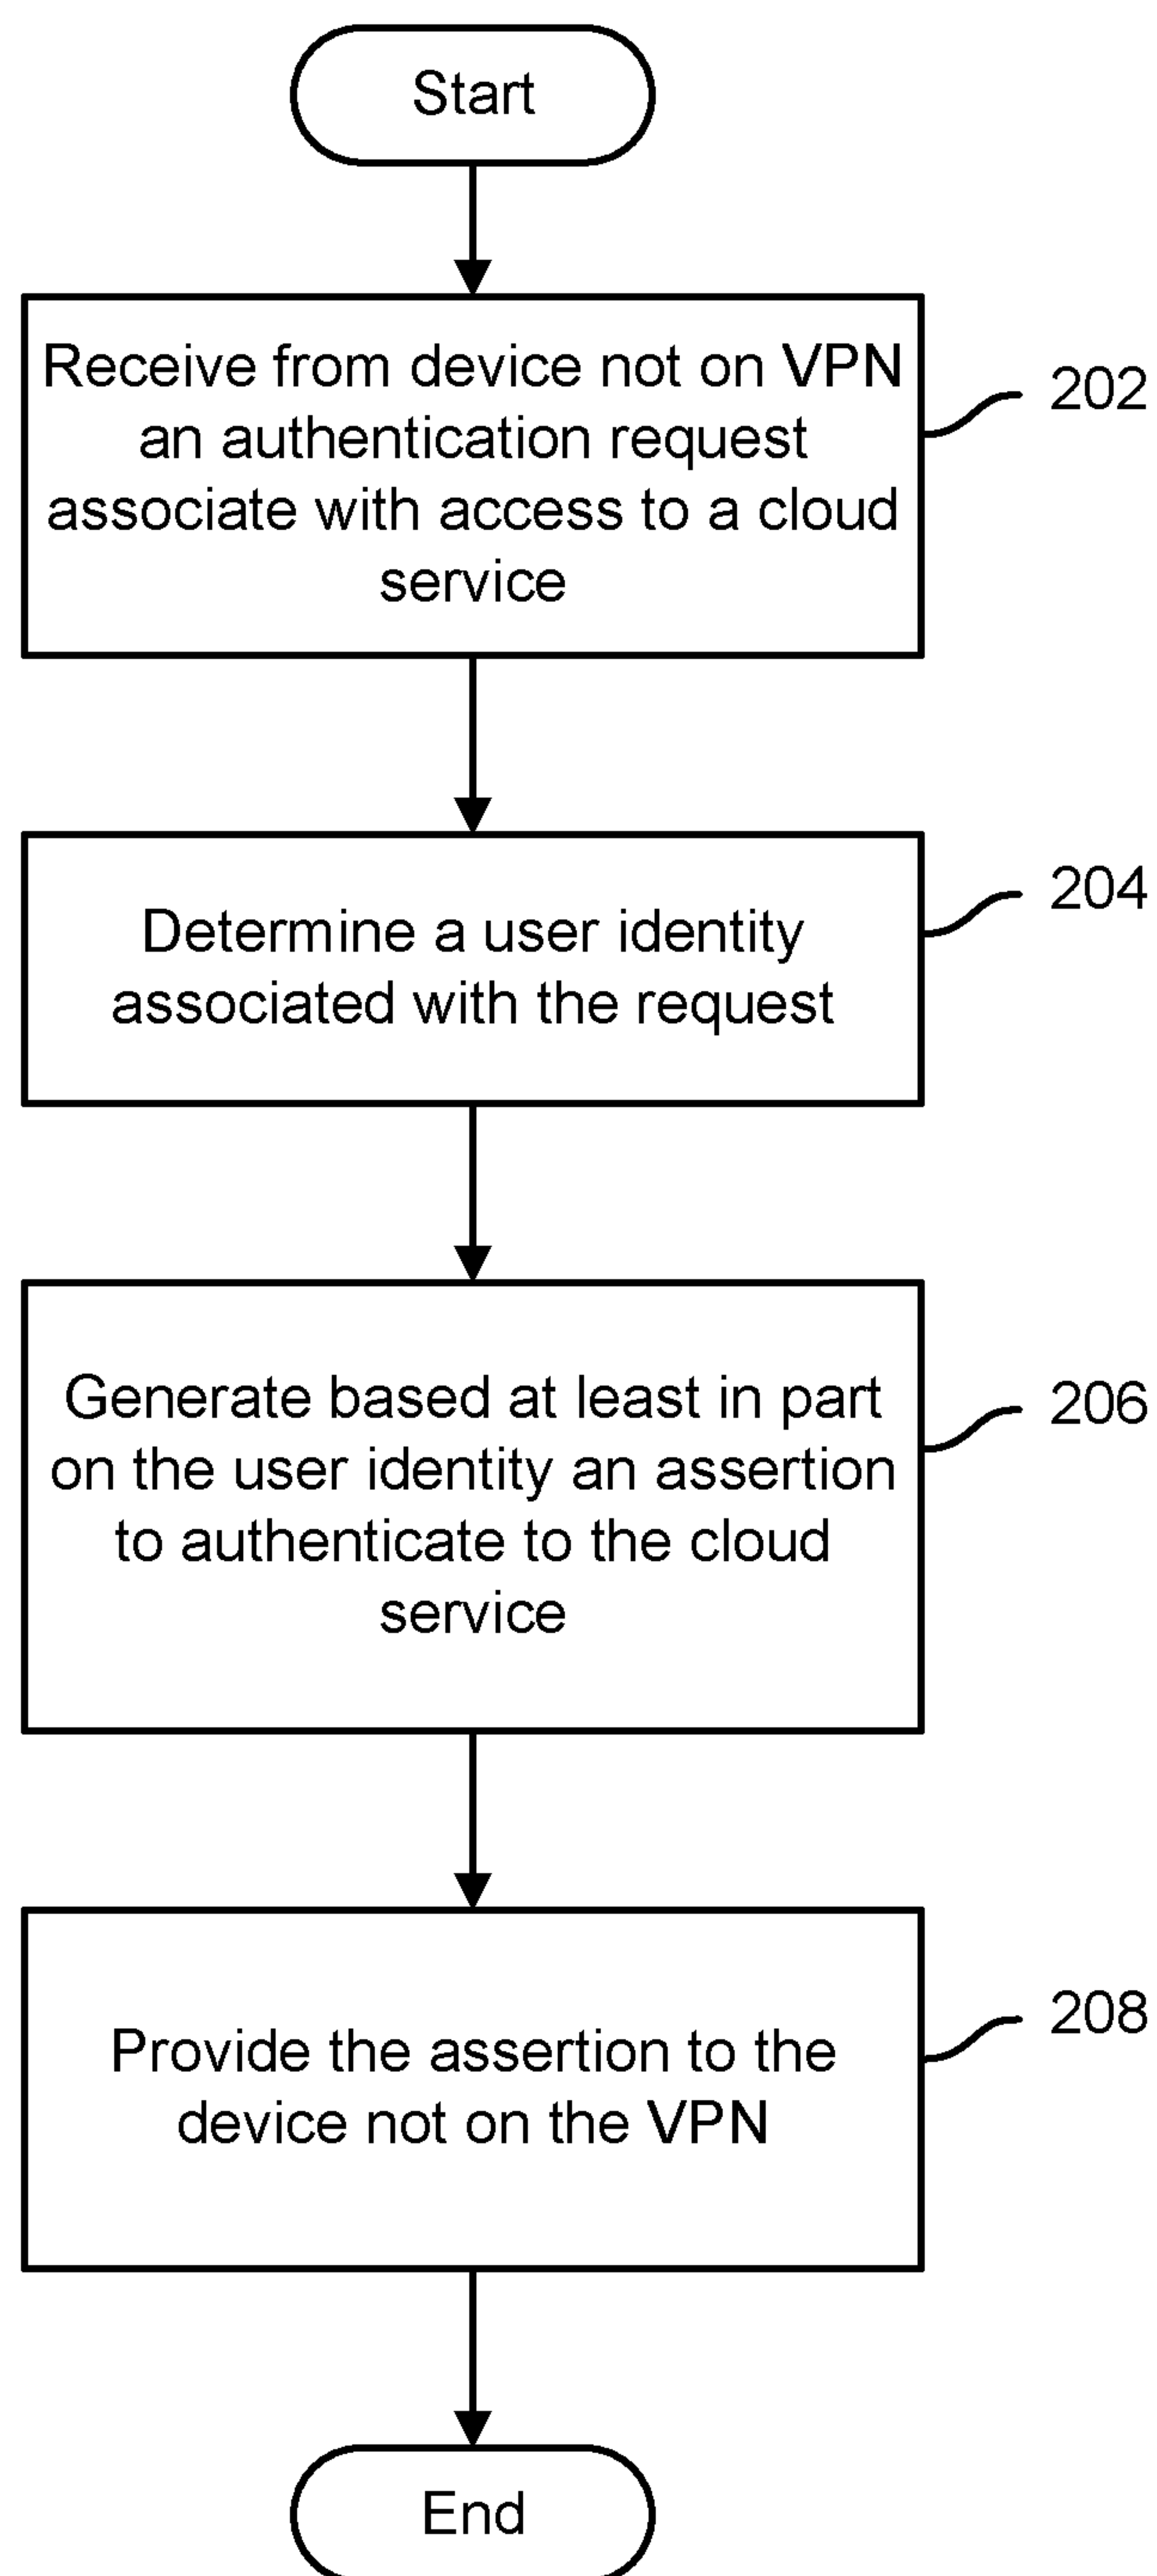 Start
Receive from device not on VPN
an authentication request
associate with access to a cloud
service
202
Determine a user identity
associated with the request
204
Generate based at least in part
on the user identity an assertion
to authenticate to the cloud
service
206
Provide the assertion to the
device not on the VPN
208
End